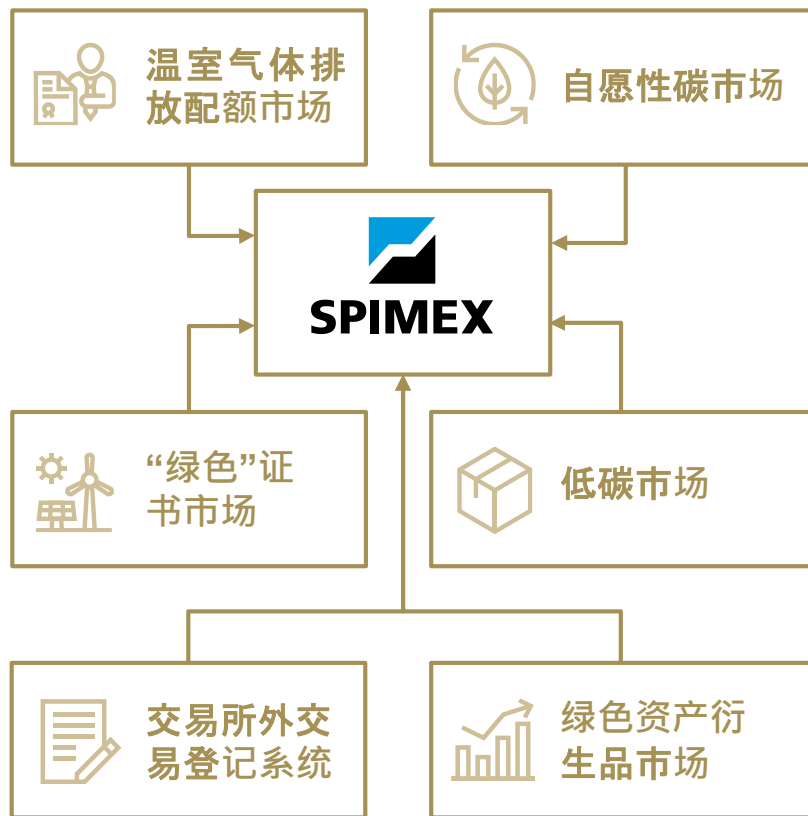 温室气体排
放配额市场
自愿性碳市场
SPIMEX
“绿色”证
书市场
低碳市场
交易所外交
易登记系统
绿色资产衍
生品市场